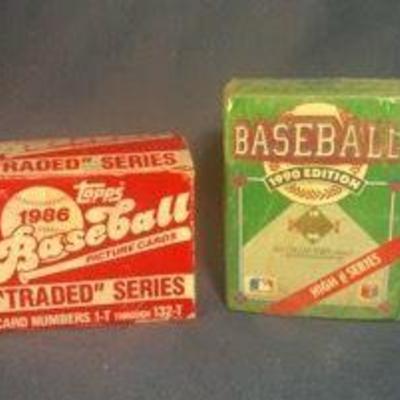 "TRADED" SERIES
Topps
1986
Baseball
PICTURE CARDS
"TRADED" SERIES
CARD NUMBERS 1-T THROUGH 132-T
BASEBALL
1990 EDITION
HIGH # SERIES